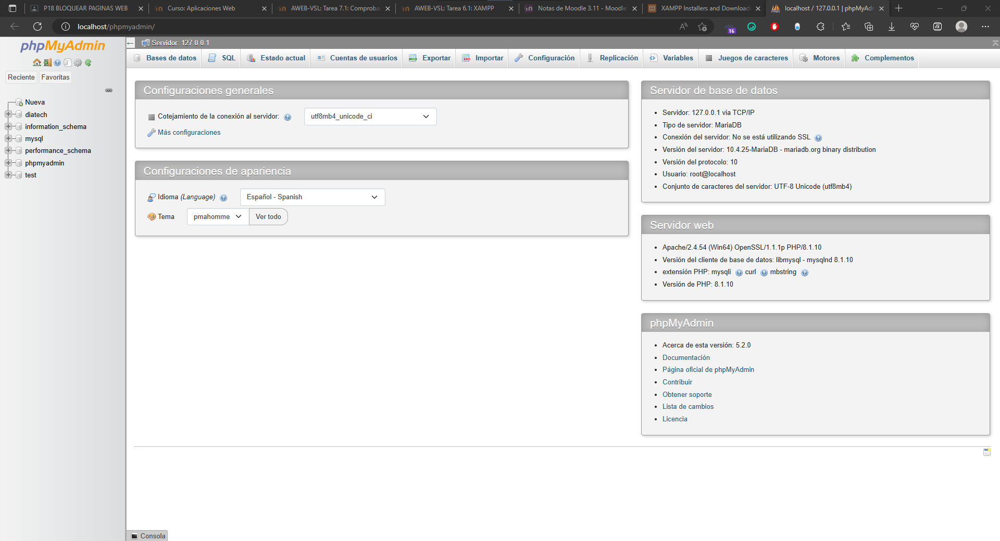 P18 BLOQUEAR PAGINAS WEB
Curso: Aplicaciones Web
AWEB-VSL: Tarea 7.1: Comproba
AWEB-VSL: Tarea 6.1: XAMPP
Notas de Moodle 3.11 - Moodle
XAMPP Installers and Download
localhost / 127.0.0.1 | phpMyAdm
localhost/phpmyadmin/
16
phpMyAdmin
Reciente
Favoritas
Nueva
diatech
information_schema
mysql
performance_schema
phpmyadmin
test
Servidor: 127.0.0.1
Bases de datos
SQL
Estado actual
Cuentas de usuarios
Exportar
Importar
Configuración
Replicación
Variables
Juegos de caracteres
Motores
Complementos
Configuraciones generales
Cotejamiento de la conexión al servidor:
utf8mb4_unicode_ci
Más configuraciones
Configuraciones de apariencia
Idioma (Language)
Español - Spanish
Tema
pmahomme
Ver todo
Servidor de base de datos
Servidor: 127.0.0.1 via TCP/IP
Tipo de servidor: MariaDB
Conexión del servidor: No se está utilizando SSL
Versión del servidor: 10.4.25-MariaDB - mariadb.org binary distribution
Versión del protocolo: 10
Usuario: root@localhost
Conjunto de caracteres del servidor: UTF-8 Unicode (utf8mb4)
Servidor web
Apache/2.4.54 (Win64) OpenSSL/1.1.1p PHP/8.1.10
Versión del cliente de base de datos: libmysql - mysqlnd 8.1.10
extensión PHP: mysqli curl mbstring
Versión de PHP: 8.1.10
phpMyAdmin
Acerca de esta versión: 5.2.0
Documentación
Página oficial de phpMyAdmin
Contribuir
Obtener soporte
Lista de cambios
Licencia
Consola